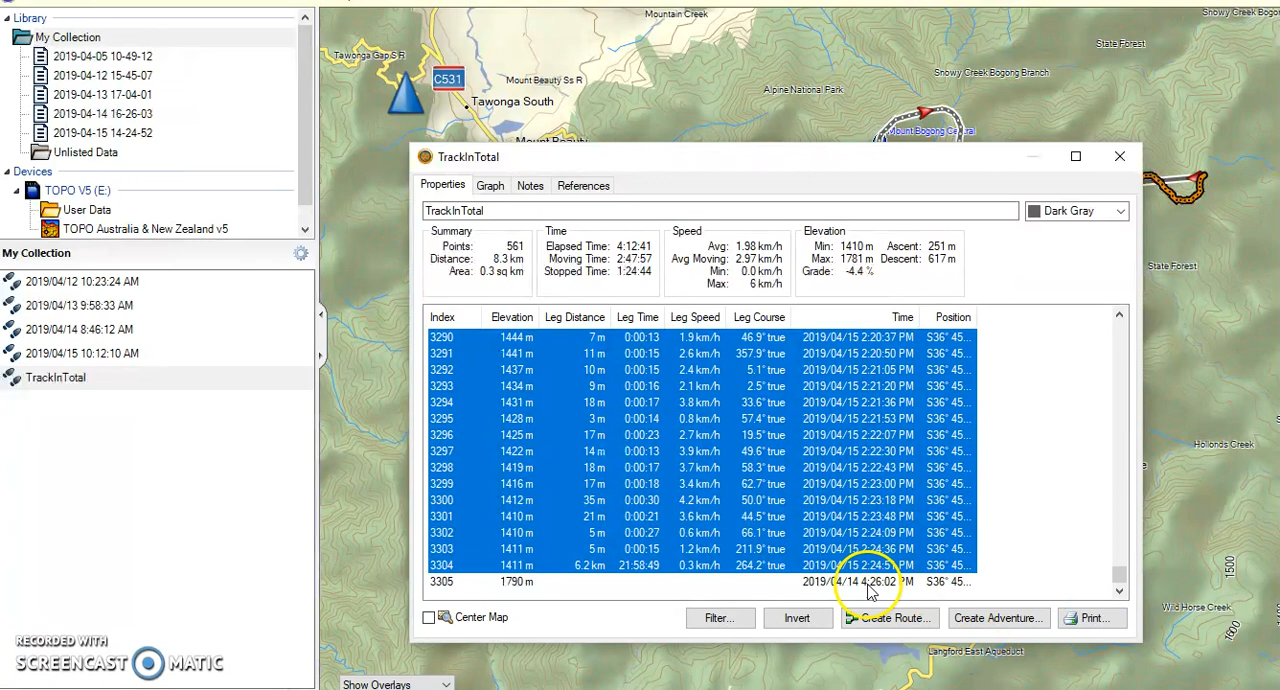 Library
My Collection
2019-04-05 10-49-12
2019-04-12 15-45-07
2019-04-13 17-04-01
2019-04-14 16-26-03
2019-04-15 14-24-52
Unlisted Data
Devices
TOPO V5 (E:)
User Data
TOPO Australia & New Zealand v5
My Collection
2019/04/12 10:23:24 AM
2019/04/13 9:58:33 AM
2019/04/14 8:46:12 AM
2019/04/15 10:12:10 AM
TrackInTotal
RECORDED WITH
SCREENCAST MATIC
Mountain Creek
Snowy Creek Bogong
State Forest
Tawonga Gap S R
C531
Mount Beauty Ss R
Snowy Creek Bogong Branch
Alpine National Park
Tawonga South
Mount Beauty
Mount Bogong Central
State Forest
Hollonds Creek
1500
Wild Horse Creek
1600
Langford East Aqueduct
TrackInTotal
Properties Graph Notes References
TrackInTotal Dark Gray
Summary
Points: 561
Distance: 8.3 km
Area: 0.3 sq km
Time
Elapsed Time: 4:12:41
Moving Time: 2:47:57
Stopped Time: 1:24:44
Speed
Avg: 1.98 km/h
Avg Moving: 2.97 km/h
Min: 0.0 km/h
Max: 6 km/h
Elevation
Min: 1410 m Ascent: 251 m
Max: 1781 m Descent: 617 m
Grade: -4.4 %
Index Elevation Leg Distance Leg Time Leg Speed Leg Course Time Position
3290 1444 m 7 m 0:00:13 1.9 km/h 46.9° true 2019/04/15 2:20:37 PM S36° 45...
3291 1441 m 11 m 0:00:15 2.6 km/h 357.9° true 2019/04/15 2:20:50 PM S36° 45...
3292 1437 m 10 m 0:00:15 2.4 km/h 5.1° true 2019/04/15 2:21:05 PM S36° 45...
3293 1434 m 9 m 0:00:16 2.1 km/h 2.5° true 2019/04/15 2:21:20 PM S36° 45...
3294 1431 m 18 m 0:00:17 3.8 km/h 33.6° true 2019/04/15 2:21:36 PM S36° 45...
3295 1428 m 3 m 0:00:14 0.8 km/h 57.4° true 2019/04/15 2:21:53 PM S36° 45...
3296 1425 m 17 m 0:00:23 2.7 km/h 19.5° true 2019/04/15 2:22:07 PM S36° 45...
3297 1422 m 14 m 0:00:13 3.9 km/h 49.6° true 2019/04/15 2:22:30 PM S36° 45...
3298 1419 m 18 m 0:00:17 3.7 km/h 58.3° true 2019/04/15 2:22:43 PM S36° 45...
3299 1416 m 17 m 0:00:18 3.4 km/h 62.7° true 2019/04/15 2:23:00 PM S36° 45...
3300 1412 m 35 m 0:00:30 4.2 km/h 50.0° true 2019/04/15 2:23:18 PM S36° 45...
3301 1410 m 21 m 0:00:21 3.6 km/h 44.5° true 2019/04/15 2:23:48 PM S36° 45...
3302 1410 m 5 m 0:00:27 0.6 km/h 66.1° true 2019/04/15 2:24:09 PM S36° 45...
3303 1411 m 5 m 0:00:15 1.2 km/h 211.9° true 2019/04/15 2:24:36 PM S36° 45...
3304 1411 m 6.2 km 21:58:49 0.3 km/h 264.2° true 2019/04/15 2:24:51 PM S36° 45...
3305 1790 m 2019/04/14 4:26:02 PM S36° 45...
Center Map Filter... Invert Create Route... Create Adventure... Print...
Show Overlays